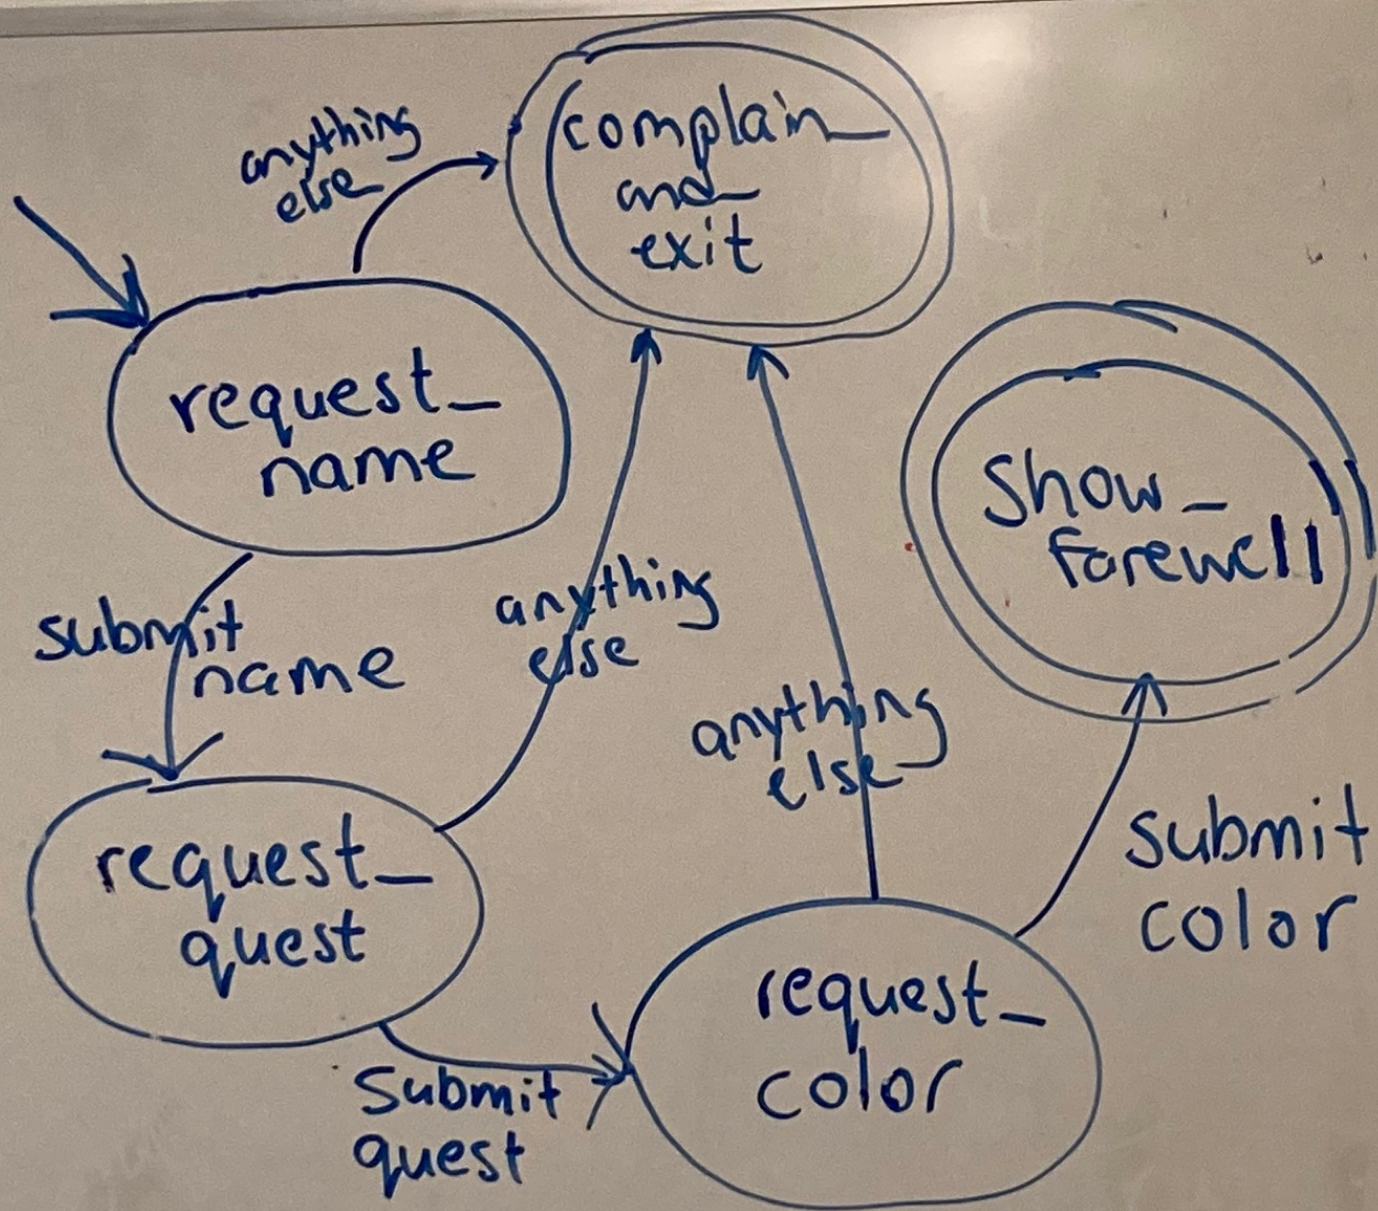 anything
else
complain_
and_
exit
request_
name
show_
farewell
submit
name
anything
else
anything
else
request_
quest
submit
color
submit
quest
request_
color